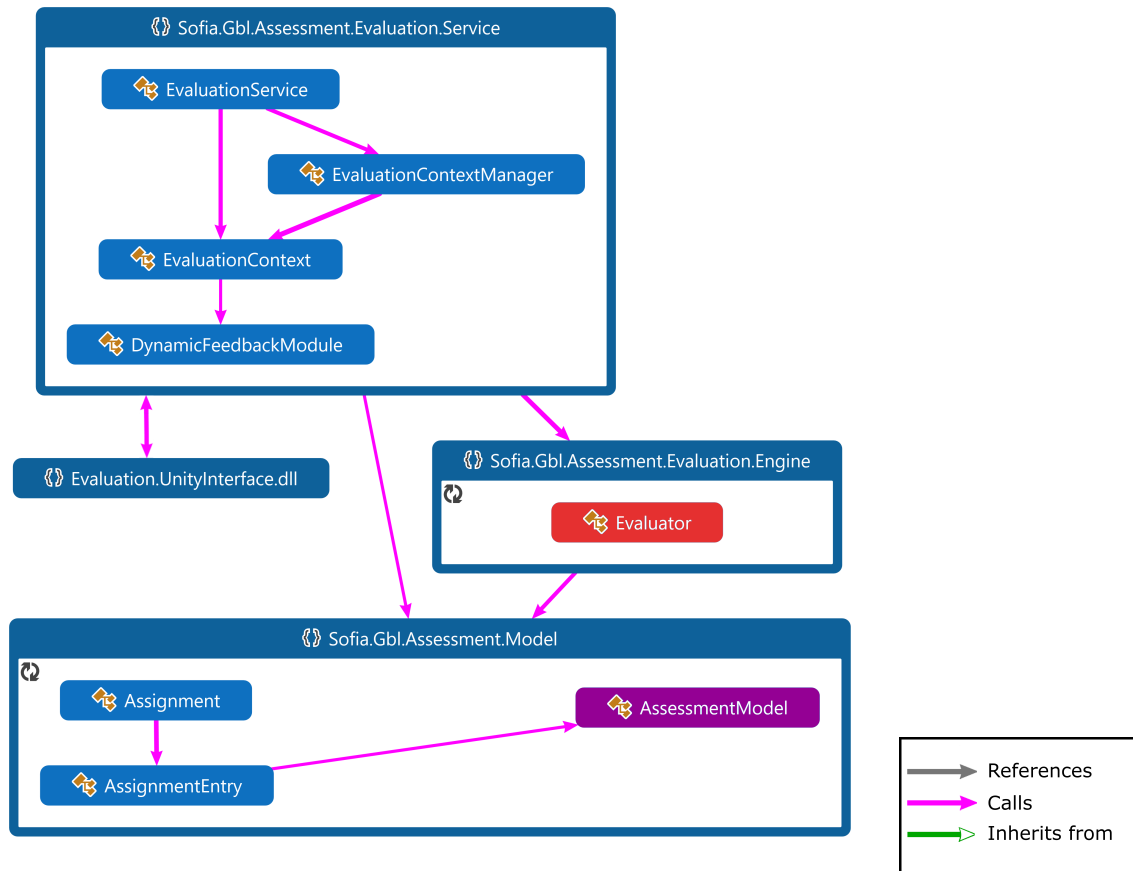 Sofia.Gbl.Assessment.Evaluation.Service
EvaluationService
EvaluationContextManager
EvaluationContext
DynamicFeedbackModule
Evaluation.UnityInterface.dll
Sofia.Gbl.Assessment.Evaluation.Engine
Evaluator
Sofia.Gbl.Assessment.Model
Assignment
AssessmentModel
AssignmentEntry
References
Calls
Inherits from